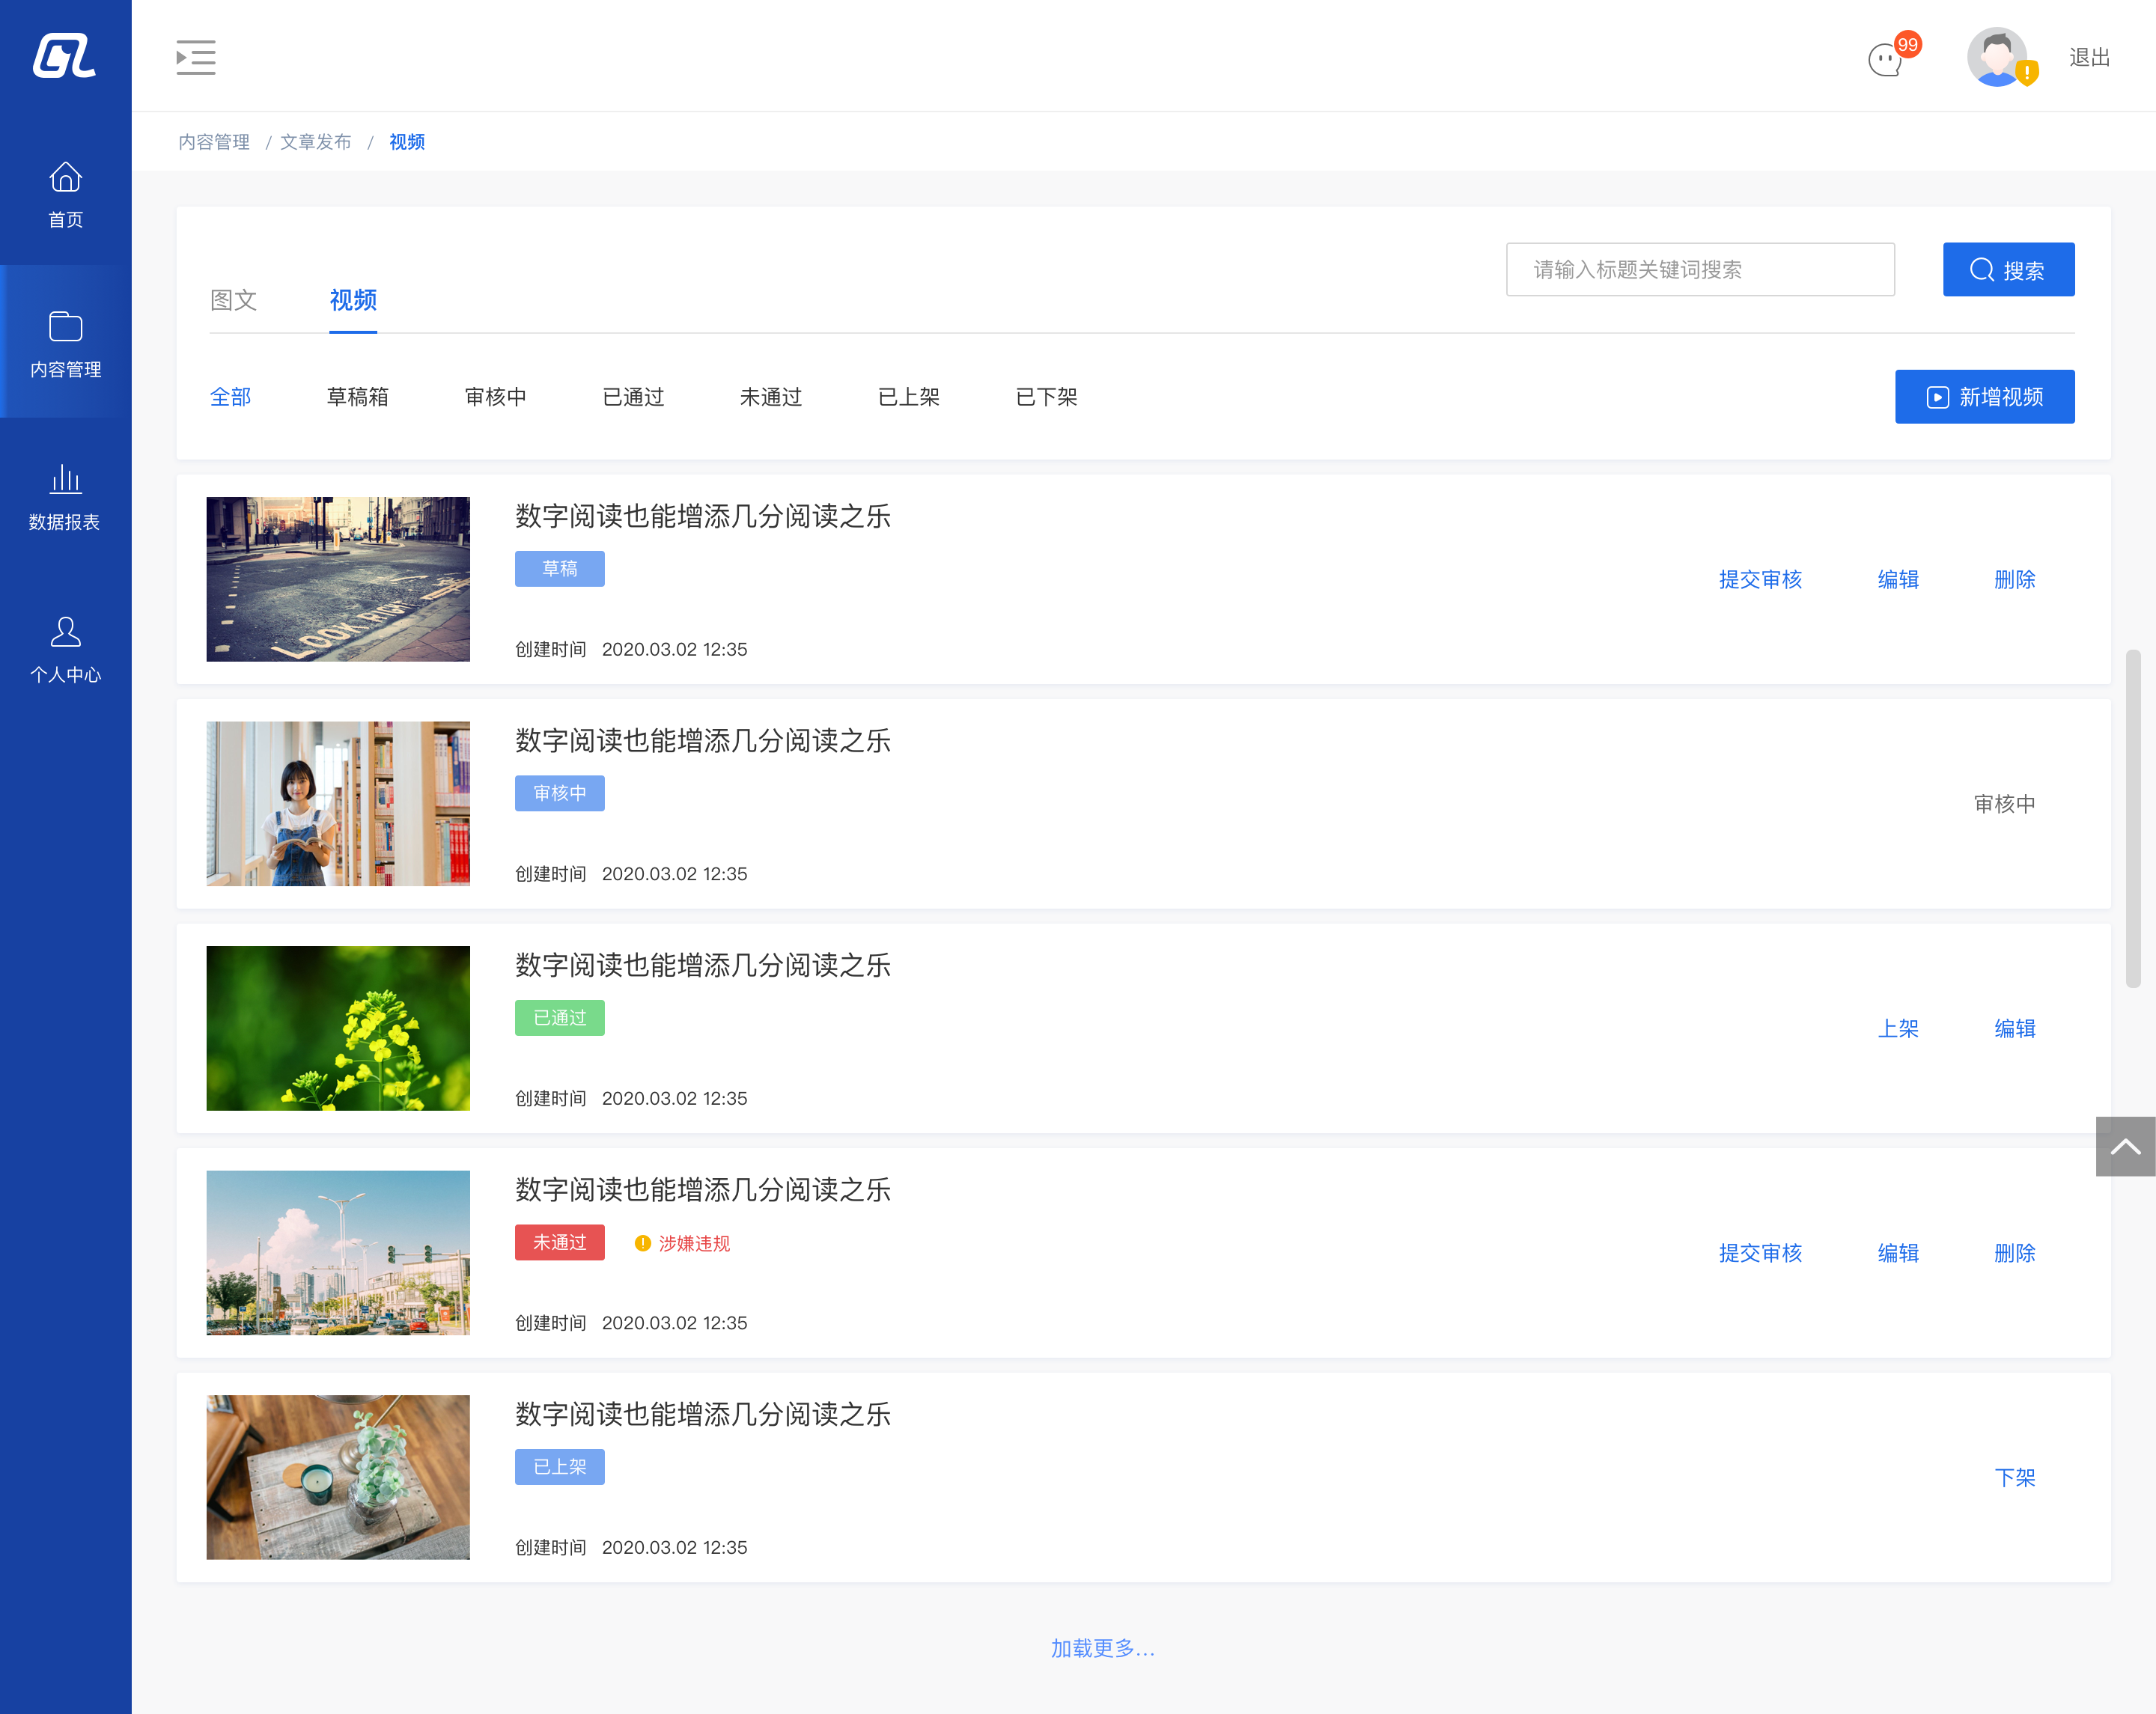 GL
99
退出
首页
内容管理
数据报表
个人中心
内容管理 / 文章发布 / 视频
请输入标题关键词搜索
搜索
图文
视频
全部
草稿箱
审核中
已通过
未通过
已上架
已下架
新增视频
数字阅读也能增添几分阅读之乐
草稿
提交审核
编辑
删除
LOOK RIGHT
创建时间 2020.03.02 12:35
数字阅读也能增添几分阅读之乐
审核中
审核中
创建时间 2020.03.02 12:35
数字阅读也能增添几分阅读之乐
已通过
上架
编辑
创建时间 2020.03.02 12:35
数字阅读也能增添几分阅读之乐
未通过
涉嫌违规
提交审核
编辑
删除
创建时间 2020.03.02 12:35
数字阅读也能增添几分阅读之乐
已上架
下架
创建时间 2020.03.02 12:35
加载更多...